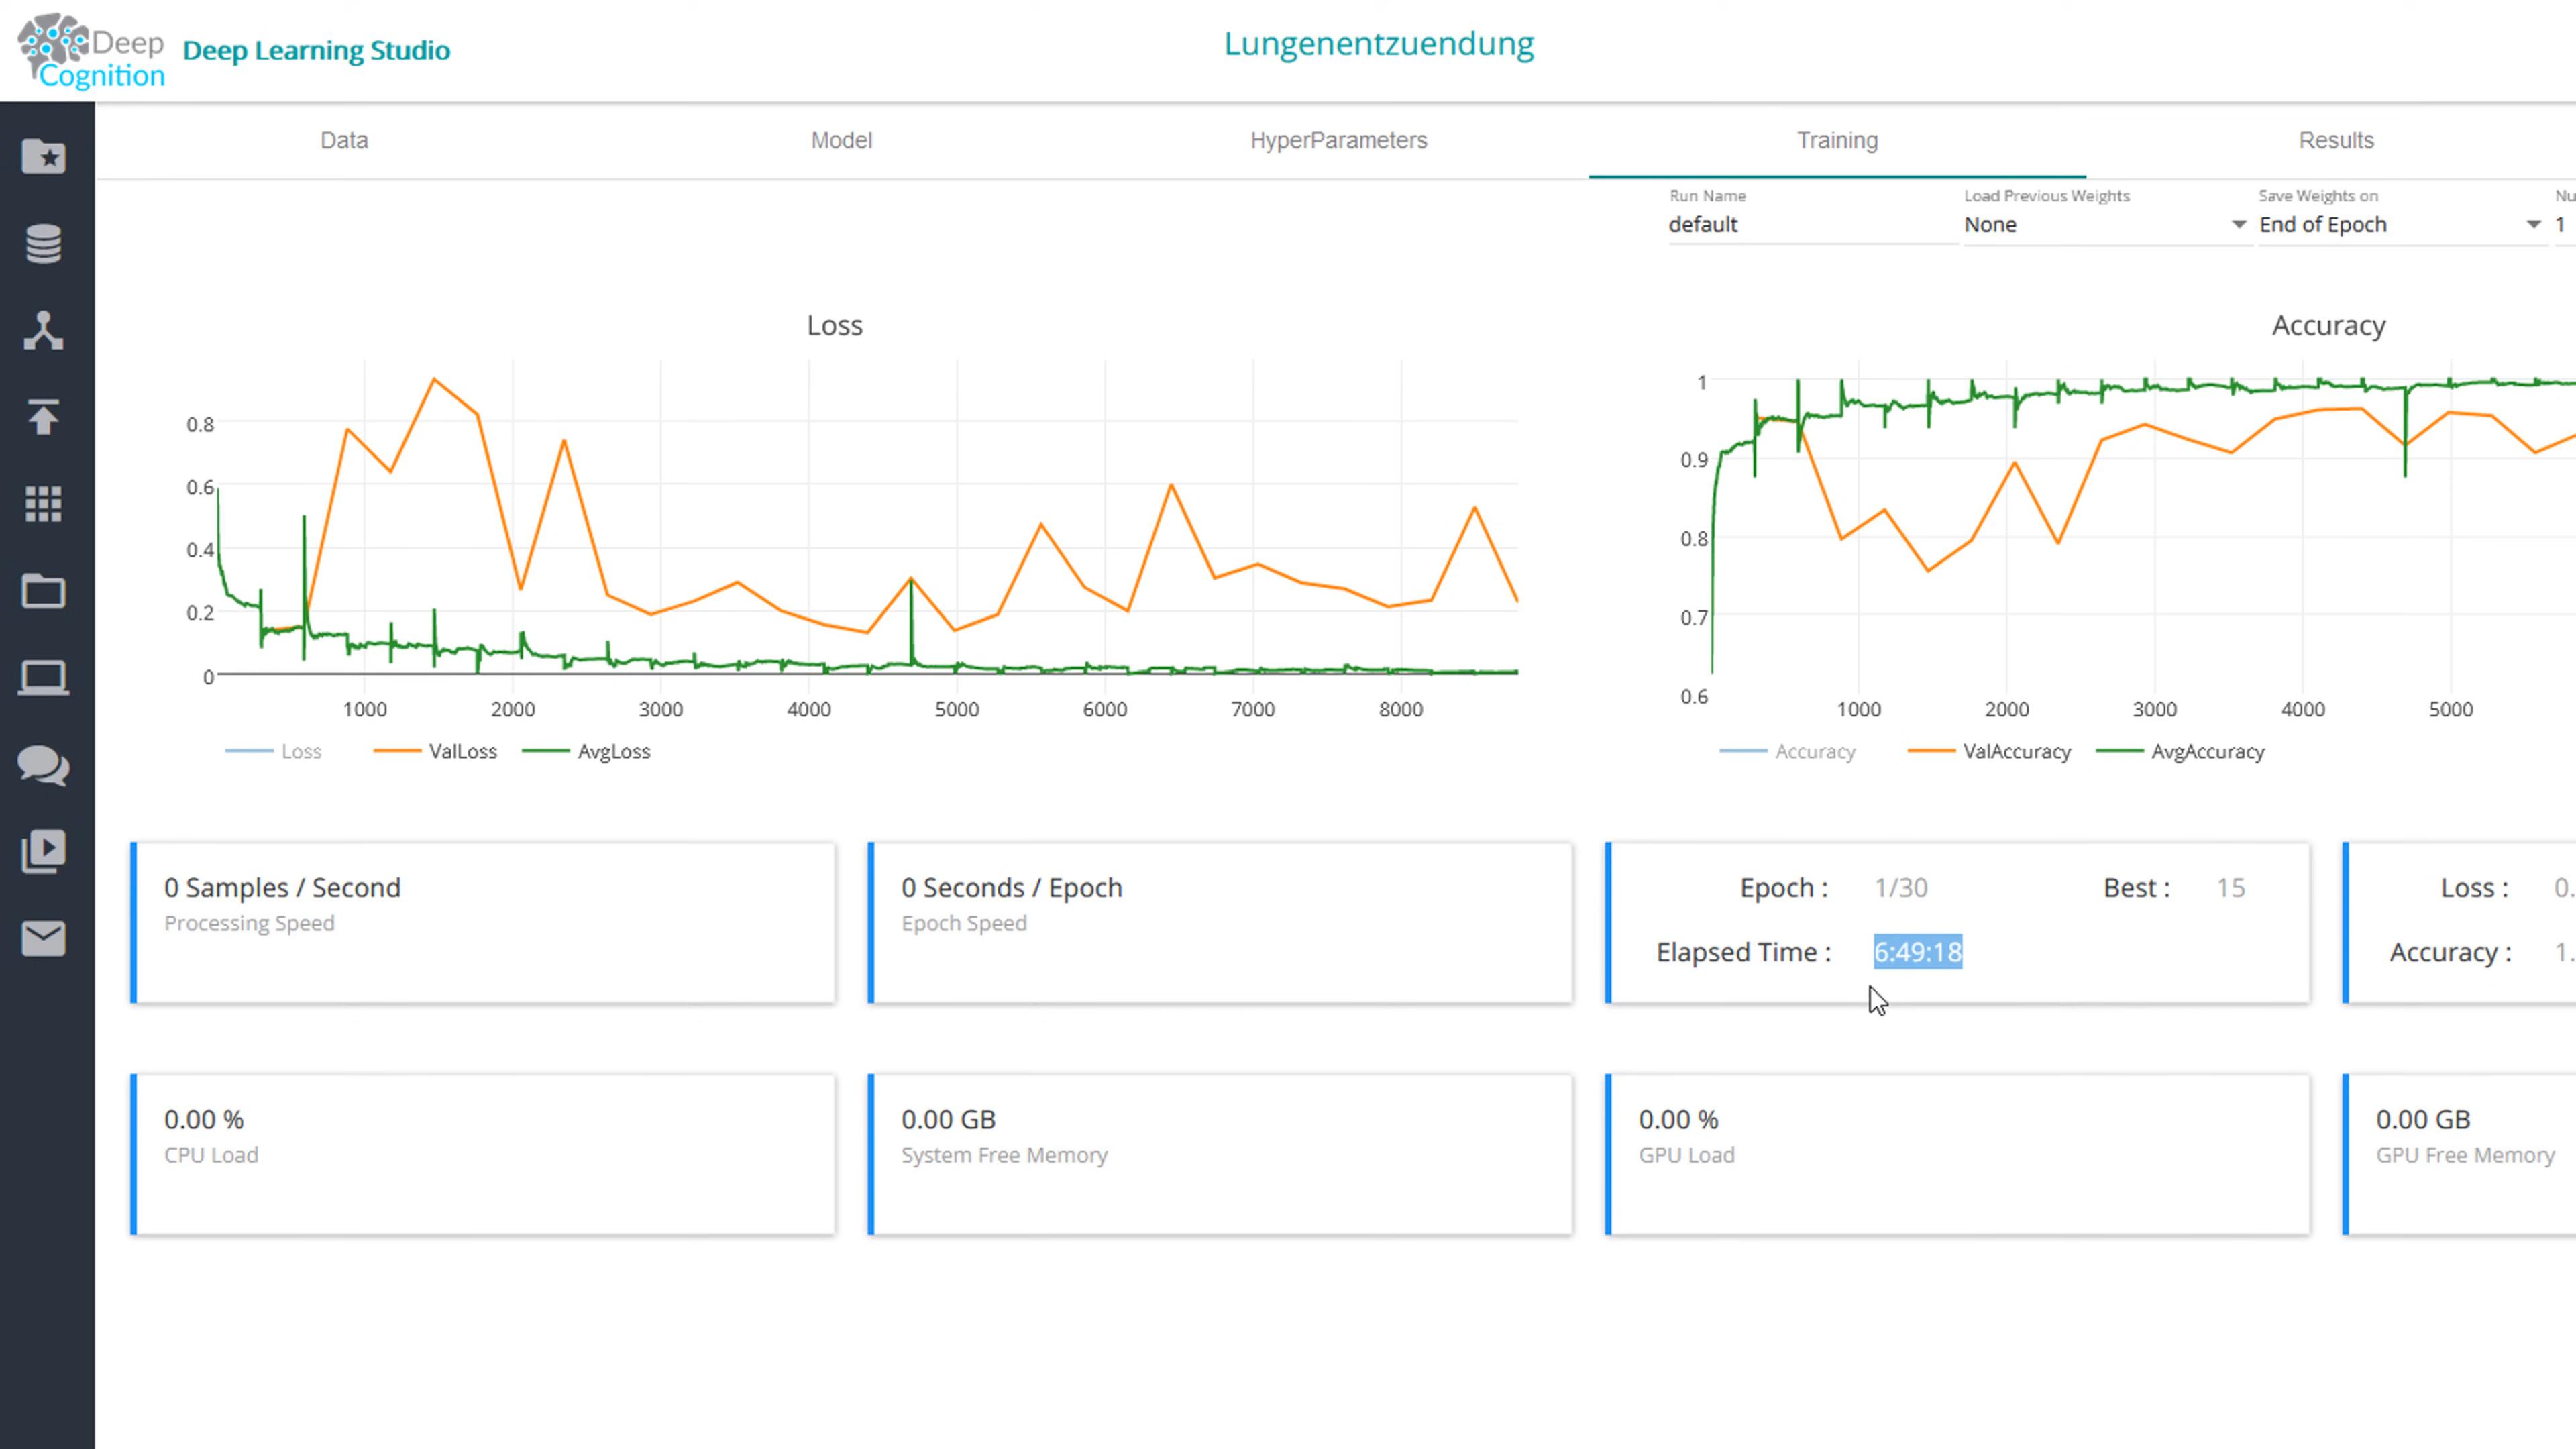 Deep
Cognition
Deep Learning Studio
Lungenentzuendung
Data Model HyperParameters Training Results
Run Name Load Previous Weights Save Weights on Nu
default None End of Epoch 1
Loss
0.8
0.6
0.4
0.2
0
1000 2000 3000 4000 5000 6000 7000 8000
Loss ValLoss AvgLoss
Accuracy
1
0.9
0.8
0.7
0.6
1000 2000 3000 4000 5000
Accuracy ValAccuracy AvgAccuracy
0 Samples / Second
Processing Speed
0 Seconds / Epoch
Epoch Speed
Epoch : 1/30 Best : 15
Elapsed Time : 6:49:18
Loss : 0.
Accuracy : 1.
0.00 %
CPU Load
0.00 GB
System Free Memory
0.00 %
GPU Load
0.00 GB
GPU Free Memory